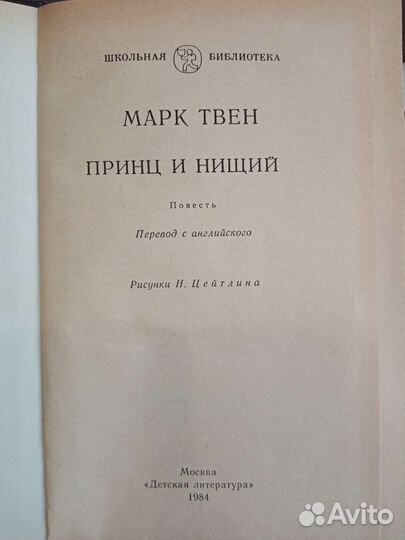 ШКОЛЬНАЯ БИБЛИОТЕКА
МАРК ТВЕН
ПРИНЦ И НИЩИЙ
Повесть
Перевод с английского
Рисунки Н. Цейтлина
Москва
«Детская литература»
1984
Avito